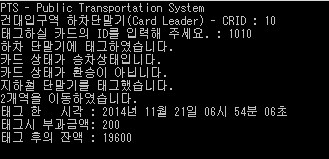 PTS - Public Transportation System
건대입구역 하차단말기(Card Leader) - CRID : 10
태그하실 카드의 ID를 입력해 주세요. : 1010
하차 단말기에 태그하였습니다.
카드 상태가 승차상태입니다.
카드 상태가 환승이 아닙니다.
지하철 단말기에 태그했습니다.
2개역을 이동하였습니다.
태그 한   시각 : 2014년 11월 21일 06시 54분 06초
태그시 부과금액: 200
태그 후의 잔액 : 19600